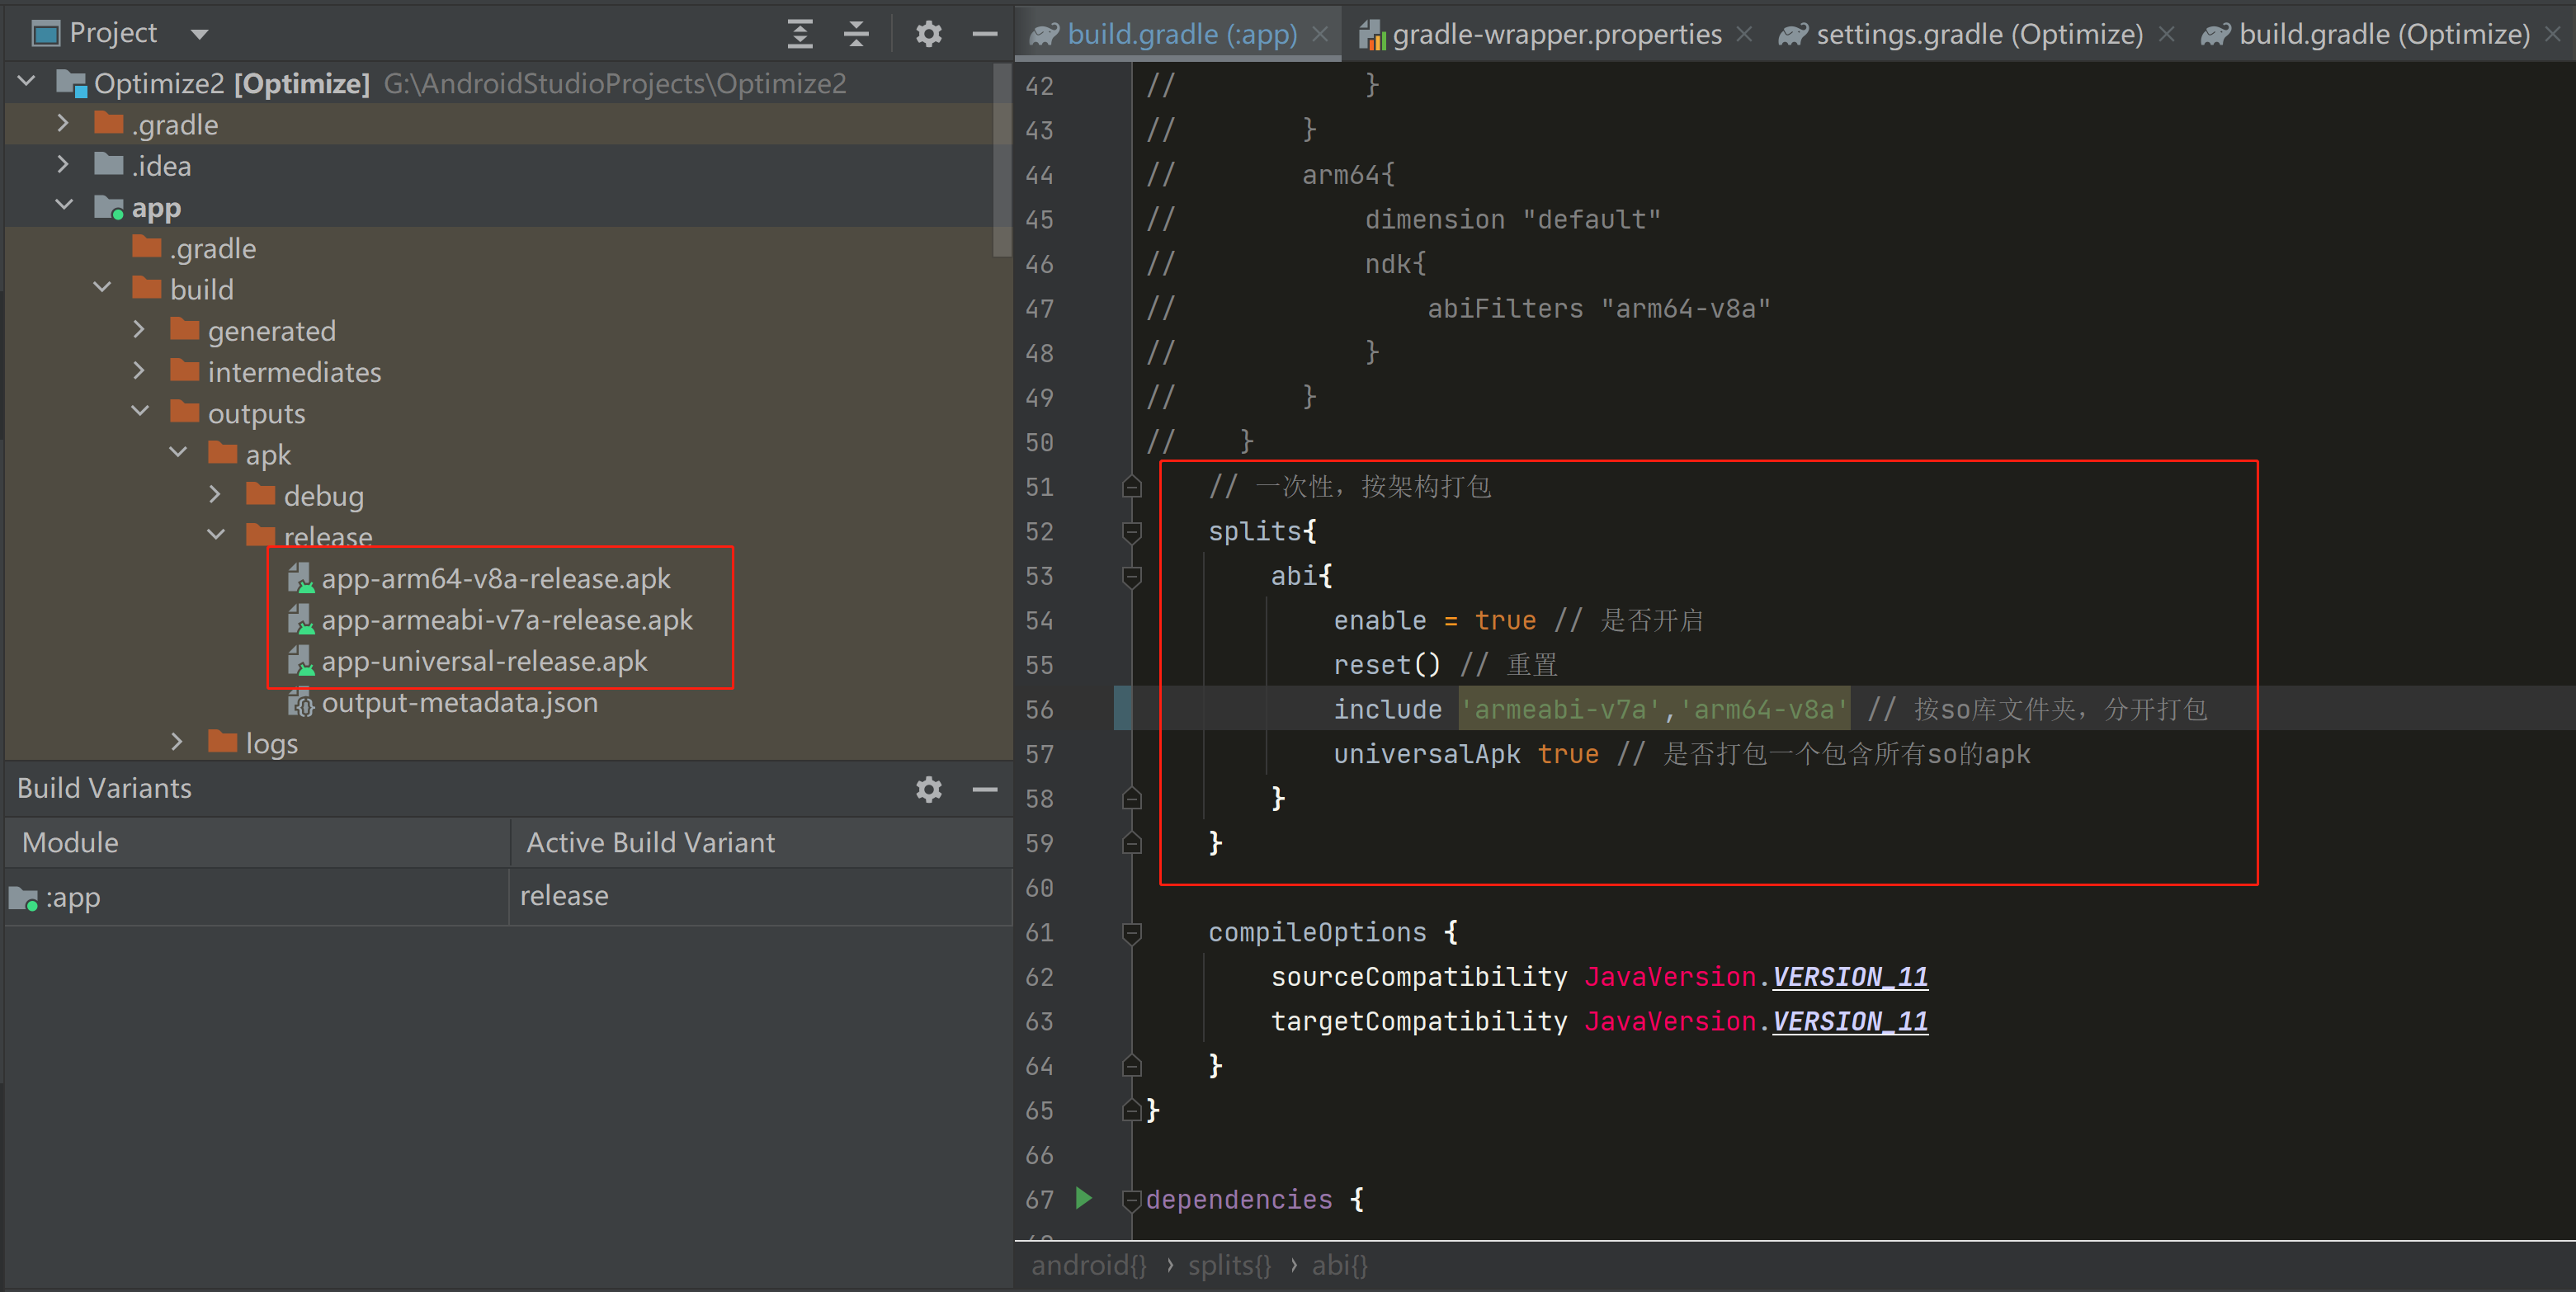 Project
Optimize2 [Optimize] G:\AndroidStudioProjects\Optimize2
.gradle
.idea
app
.gradle
build
generated
intermediates
outputs
apk
debug
release
app-arm64-v8a-release.apk
app-armeabi-v7a-release.apk
app-universal-release.apk
output-metadata.json
logs
Build Variants
Module Active Build Variant
:app release
build.gradle (:app) gradle-wrapper.properties settings.gradle (Optimize) build.gradle (Optimize)
42 // }
43 // }
44 // arm64{
45 // dimension "default"
46 // ndk{
47 // abiFilters "arm64-v8a"
48 // }
49 // }
50 // }
51 // 一次性，按架构打包
52 splits{
53 abi{
54 enable = true // 是否开启
55 reset() // 重置
56 include 'armeabi-v7a','arm64-v8a' // 按so库文件夹，分开打包
57 universalApk true // 是否打包一个包含所有so的apk
58 }
59 }
60
61 compileOptions {
62 sourceCompatibility JavaVersion.VERSION_11
63 targetCompatibility JavaVersion.VERSION_11
64 }
65 }
66
67 dependencies {
android{} › splits{} › abi{}